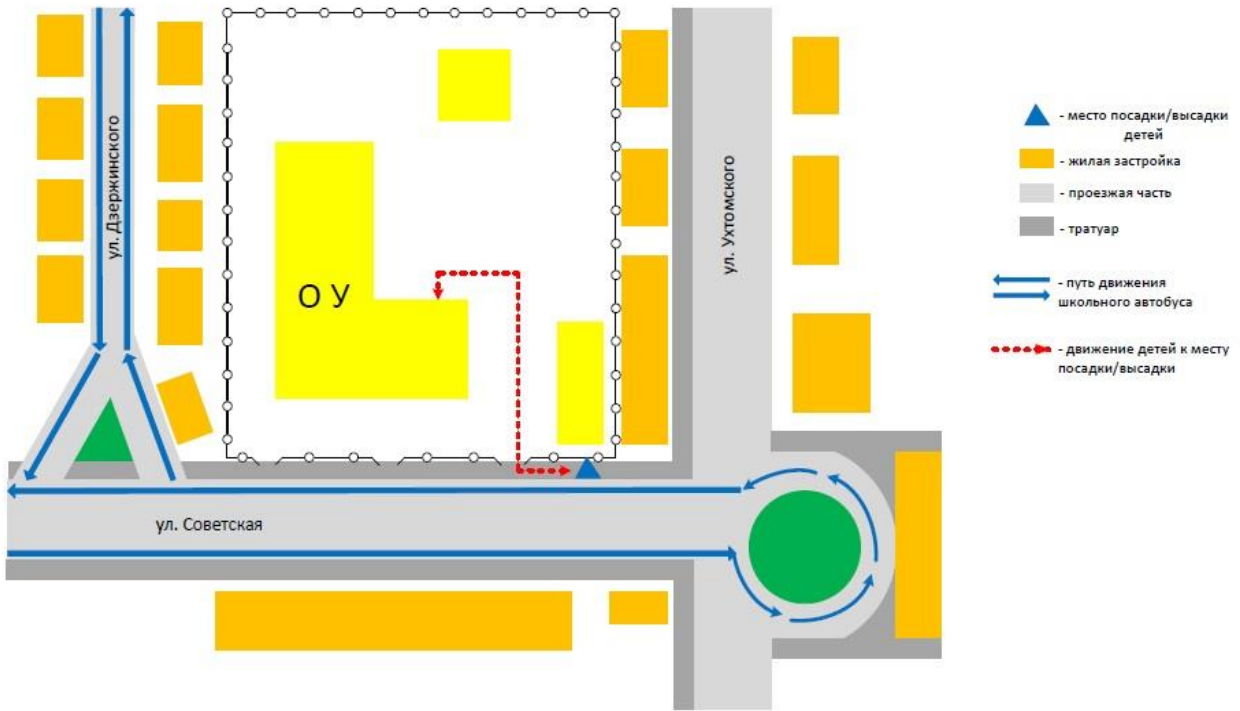 ул. Дзержинского
О У
ул. Ухтомского
ул. Советская
- место посадки/высадки
детей
- жилая застройка
- проезжая часть
- тратуар
- путь движения
школьного автобуса
- движение детей к месту
посадки/высадки